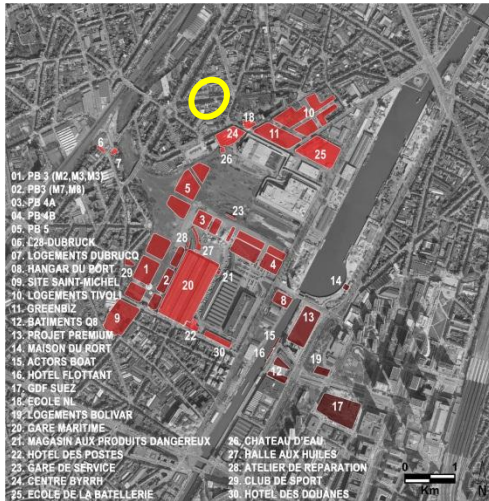 18
10
24
11
6
26
25
7
01. PB 3 (M2,M3,M3)
02. PB3 (M7,M8)
03. PB 4A
04. PB 4B
05. PB 5
06. L28-DUBRUCK
07. LOGEMENTS DUBRUCQ
08. HANGAR DU PORT
09. SITE SAINT-MICHEL
10. LOGEMENTS TIVOLI
11. GREENBIZ
12. BATIMENTS Q8
13. PROJET PREMIUM
14. MAISON DU PORT
15. ACTORS BOAT
16. HOTEL FLOTTANT
17. GDF SUEZ
18. ECOLE NL
19. LOGEMENTS BOLIVAR
20. GARE MARITIME
21. MAGASIN AUX PRODUITS DANGEREUX
22. HOTEL DES POSTES
23. GARE DE SERVICE
24. CENTRE BYRRH
25. ECOLE DE LA BATELLERIE
26. CHATEAU D'EAU
27. HALLE AUX HUILES
28. ATELIER DE REPARATION
29. CLUB DE SPORT
30. HOTEL DES DOUANES
5
23
3
28
27
4
29
1
2
20
21
14
8
9
22
13
30
15
16
12
19
17
0 1
Km
N